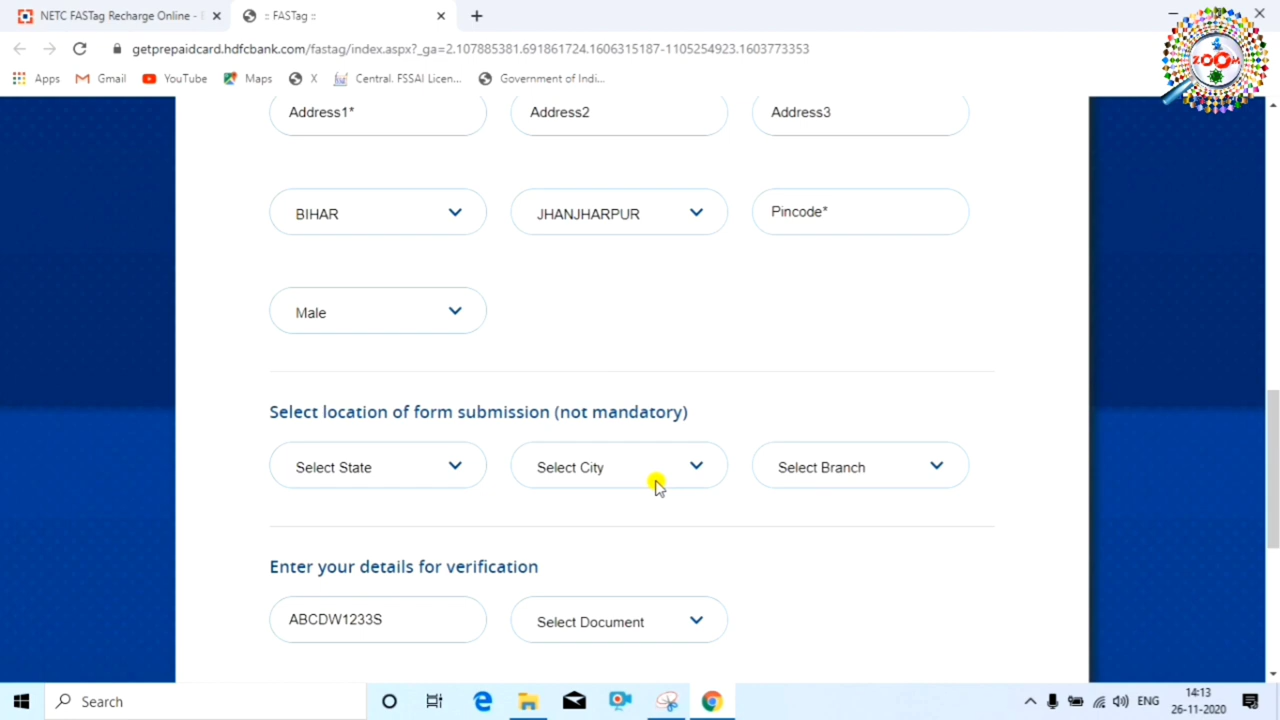 NETC FASTag Recharge Online -
:: FASTag ::
getprepaidcard.hdfcbank.com/fastag/index.aspx?_ga=2.107885381.691861724.1606315187-1105254923.1603773353
Apps Gmail YouTube Maps X Central. FSSAI Licen... Government of Indi...
ZOOM
Address1* Address2 Address3
BIHAR JHANJHARPUR Pincode*
Male
Select location of form submission (not mandatory)
Select State Select City Select Branch
Enter your details for verification
ABCDW1233S Select Document
Search
ENG
14:13
26-11-2020